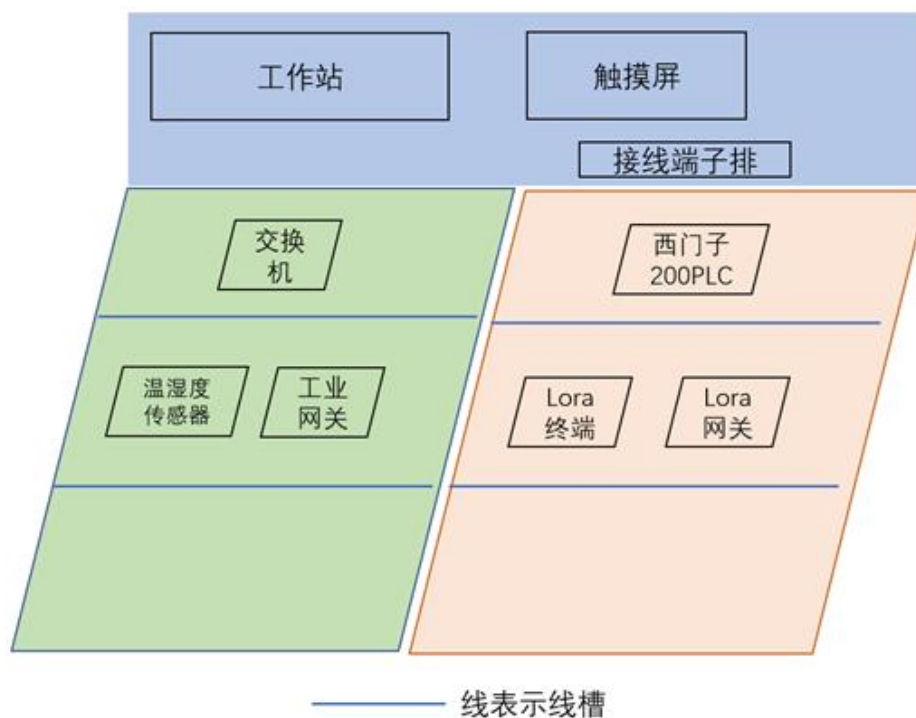 工作站
触摸屏
接线端子排
交换
机
西门子
200PLC
温湿度
传感器
工业
网关
Lora
终端
Lora
网关
线表示线槽